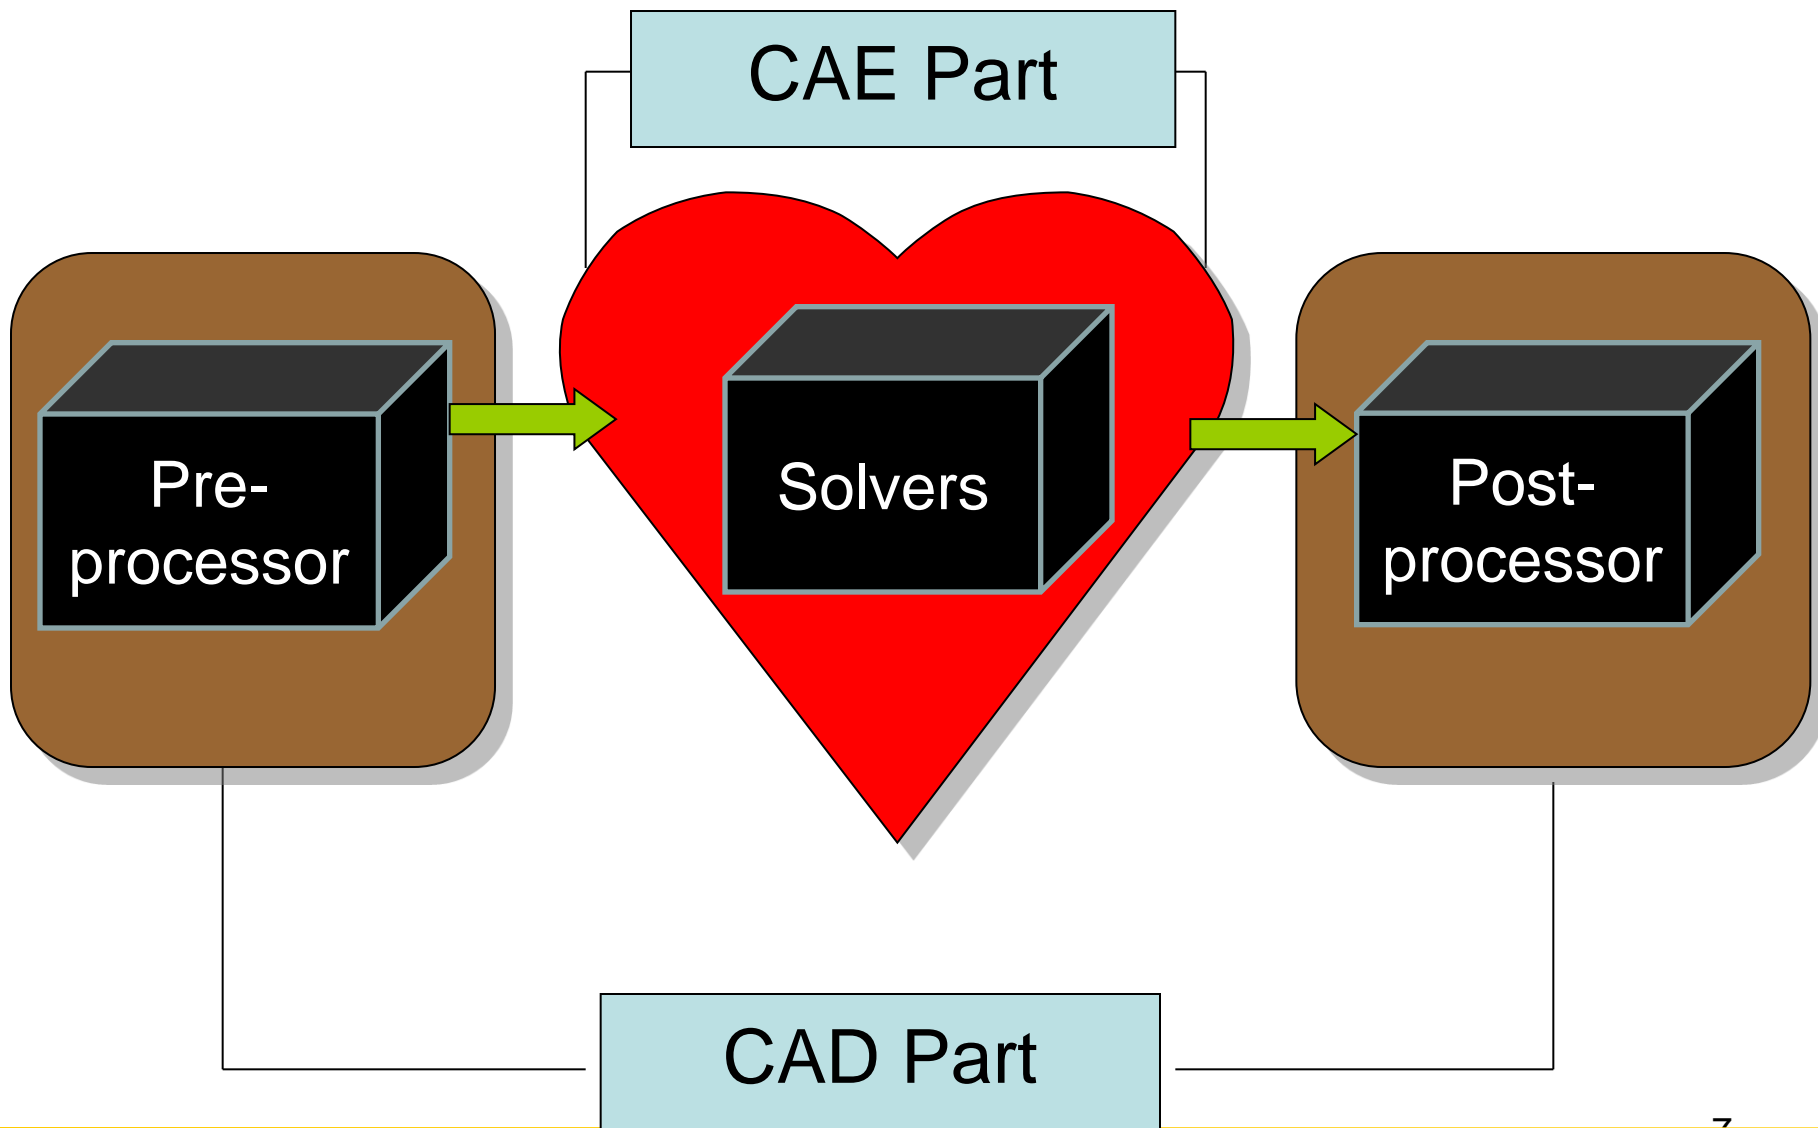 CAE Part
Pre-
processor
Solvers
Post-
processor
CAD Part